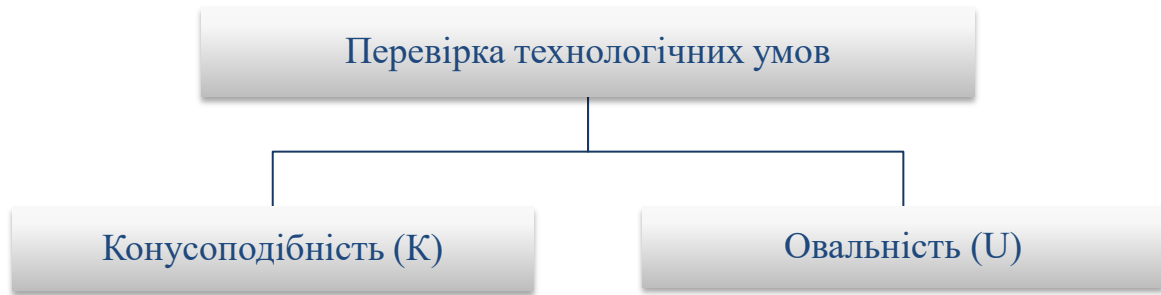 Перевірка технологічних умов
Конусоподібність (К)
Овальність (U)